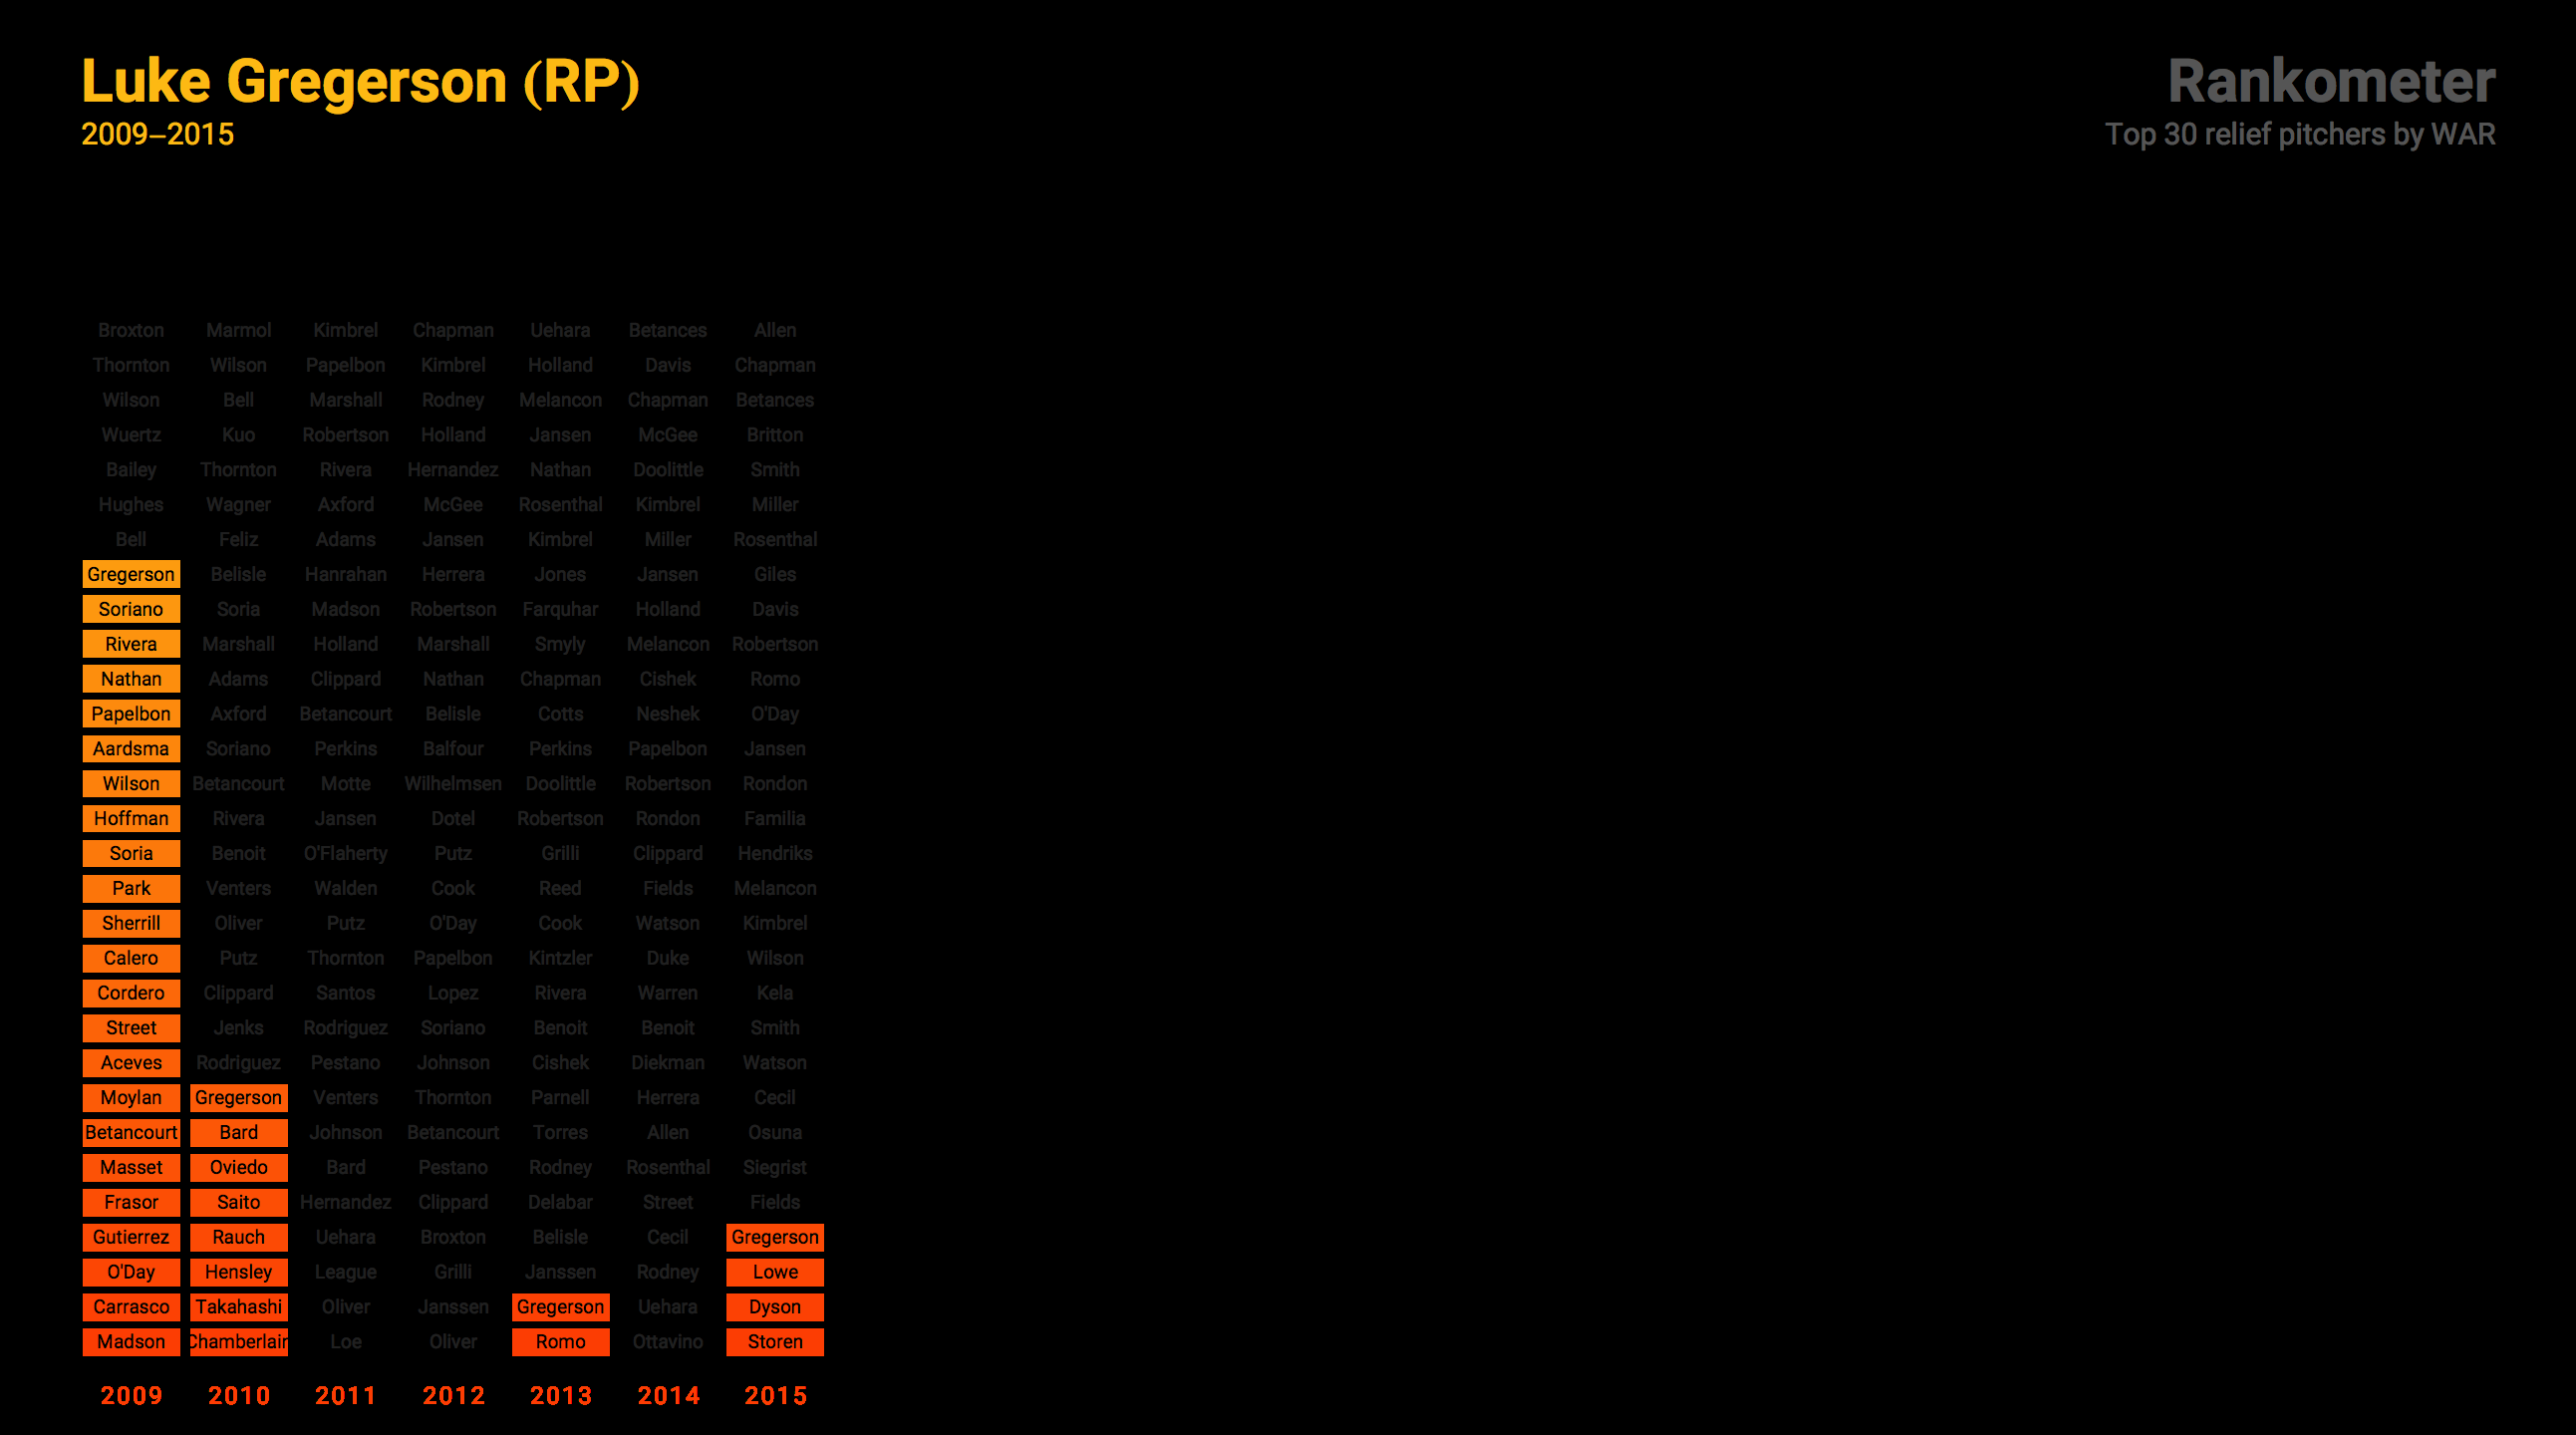 Luke Gregerson (RP)
2009–2015
Rankometer
Top 30 relief pitchers by WAR
Broxton Marmol Kimbrel Chapman Uehara Betances Allen
Thornton Wilson Papelbon Kimbrel Holland Davis Chapman
Wilson Bell Marshall Rodney Melancon Chapman Betances
Wuertz Kuo Robertson Holland Jansen McGee Britton
Bailey Thornton Rivera Hernandez Nathan Doolittle Smith
Hughes Wagner Axford McGee Rosenthal Kimbrel Miller
Bell Feliz Adams Jansen Kimbrel Miller Rosenthal
Gregerson Belisle Hanrahan Herrera Jones Jansen Giles
Soriano Soria Madson Robertson Farquhar Holland Davis
Rivera Marshall Holland Marshall Smyly Melancon Robertson
Nathan Adams Clippard Nathan Chapman Cishek Romo
Papelbon Axford Betancourt Belisle Cotts Neshek O'Day
Aardsma Soriano Perkins Balfour Perkins Papelbon Jansen
Wilson Betancourt Motte Wilhelmsen Doolittle Robertson Rondon
Hoffman Rivera Jansen Dotel Robertson Rondon Familia
Soria Benoit O'Flaherty Putz Grilli Clippard Hendriks
Park Venters Walden Cook Reed Fields Melancon
Sherrill Oliver Putz O'Day Cook Watson Kimbrel
Calero Putz Thornton Papelbon Kintzler Duke Wilson
Cordero Clippard Santos Lopez Rivera Warren Kela
Street Jenks Rodriguez Soriano Benoit Benoit Smith
Aceves Rodriguez Pestano Johnson Cishek Diekman Watson
Moylan Gregerson Venters Thornton Parnell Herrera Cecil
Betancourt Bard Johnson Betancourt Torres Allen Osuna
Masset Oviedo Bard Pestano Rodney Rosenthal Siegrist
Frasor Saito Hernandez Clippard Delabar Street Fields
Gutierrez Rauch Uehara Broxton Belisle Cecil Gregerson
O'Day Hensley League Grilli Janssen Rodney Lowe
Carrasco Takahashi Oliver Janssen Gregerson Uehara Dyson
Madson Chamberlain Loe Oliver Romo Ottavino Storen
2009 2010 2011 2012 2013 2014 2015